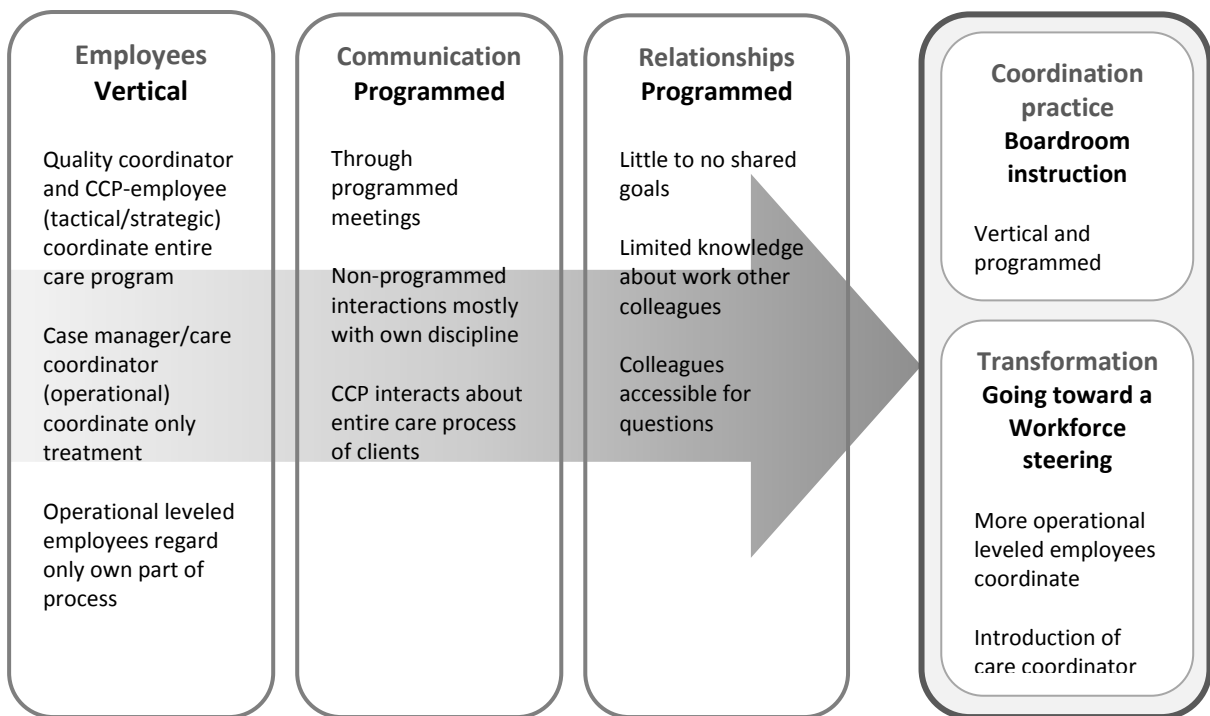 Employees
Vertical
Quality coordinator
and CCP-employee
(tactical/strategic)
coordinate entire
care program
Case manager/care
coordinator
(operational)
coordinate only
treatment
Operational leveled
employees regard
only own part of
process
Communication
Programmed
Through
programmed
meetings
Non-programmed
interactions mostly
with own discipline
CCP interacts about
entire care process
of clients
Relationships
Programmed
Little to no shared
goals
Limited knowledge
about work other
colleagues
Colleagues
accessible for
questions
Coordination
practice
Boardroom
instruction
Vertical and
programmed
Transformation
Going toward a
Workforce
steering
More operational
leveled employees
coordinate
Introduction of
care coordinator